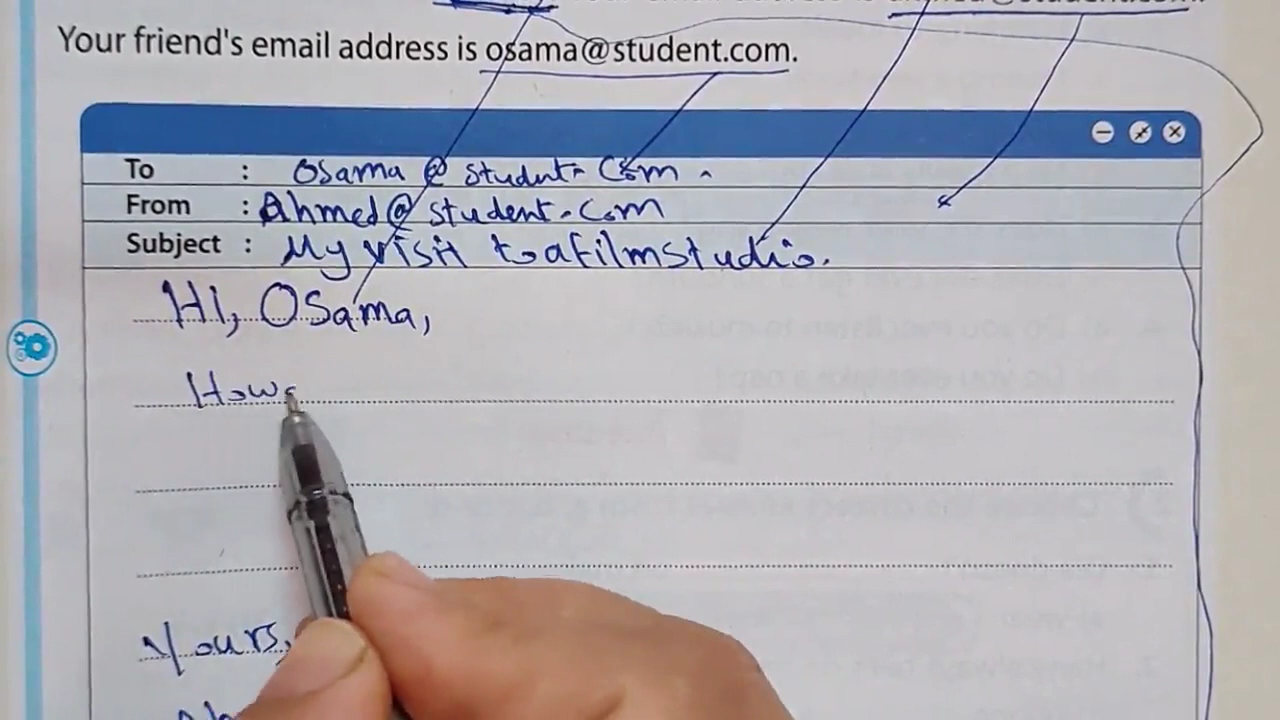 Your friend's email address is osama@student.com.
To : Osama @ student.Com.
From : Ahmed@ student.Com
Subject : My visit to a film studio.
Hi, Osama,
How
Yours,